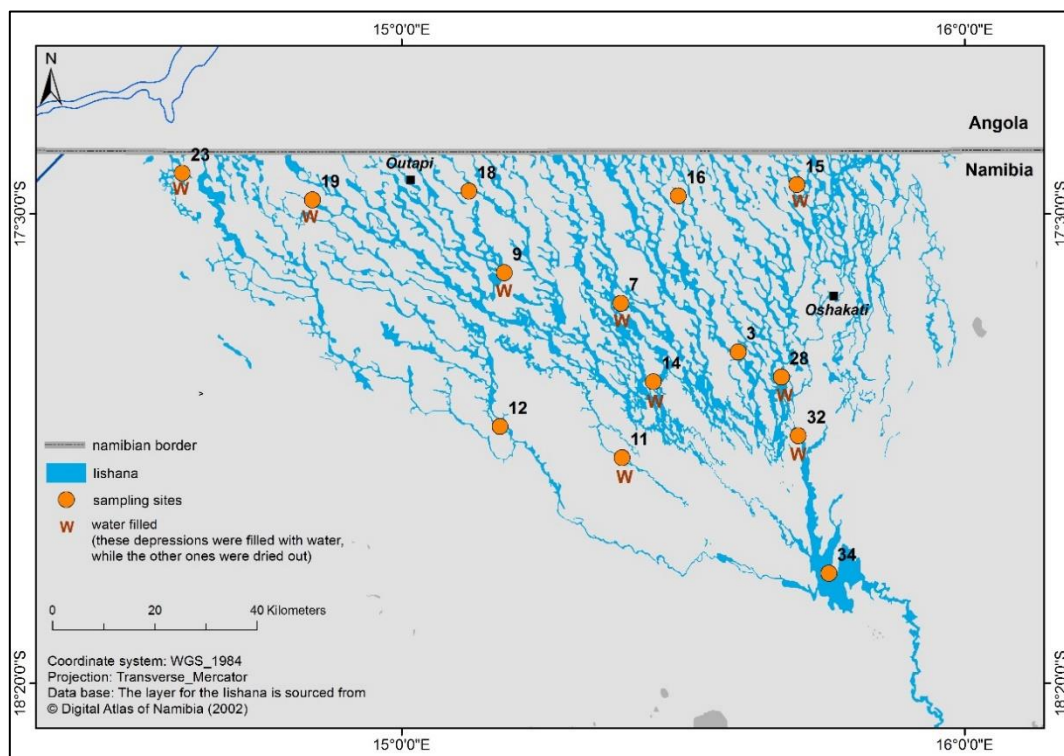 15°0'0"E
16°0'0"E
N
Angola
Namibia
23
W
19
W
Outapi
18
16
15
W
17°30'0"S
17°30'0"S
9
W
7
W
Oshakati
3
28
W
14
W
12
32
W
11
W
34
namibian border
Iishana
sampling sites
W
water filled
(these depressions were filled with water,
while the other ones were dried out)
0
20
40 Kilometers
Coordinate system: WGS_1984
Projection: Transverse_Mercator
Data base: The layer for the Iishana is sourced from
© Digital Atlas of Namibia (2002)
18°20'0"S
18°20'0"S
15°0'0"E
16°0'0"E